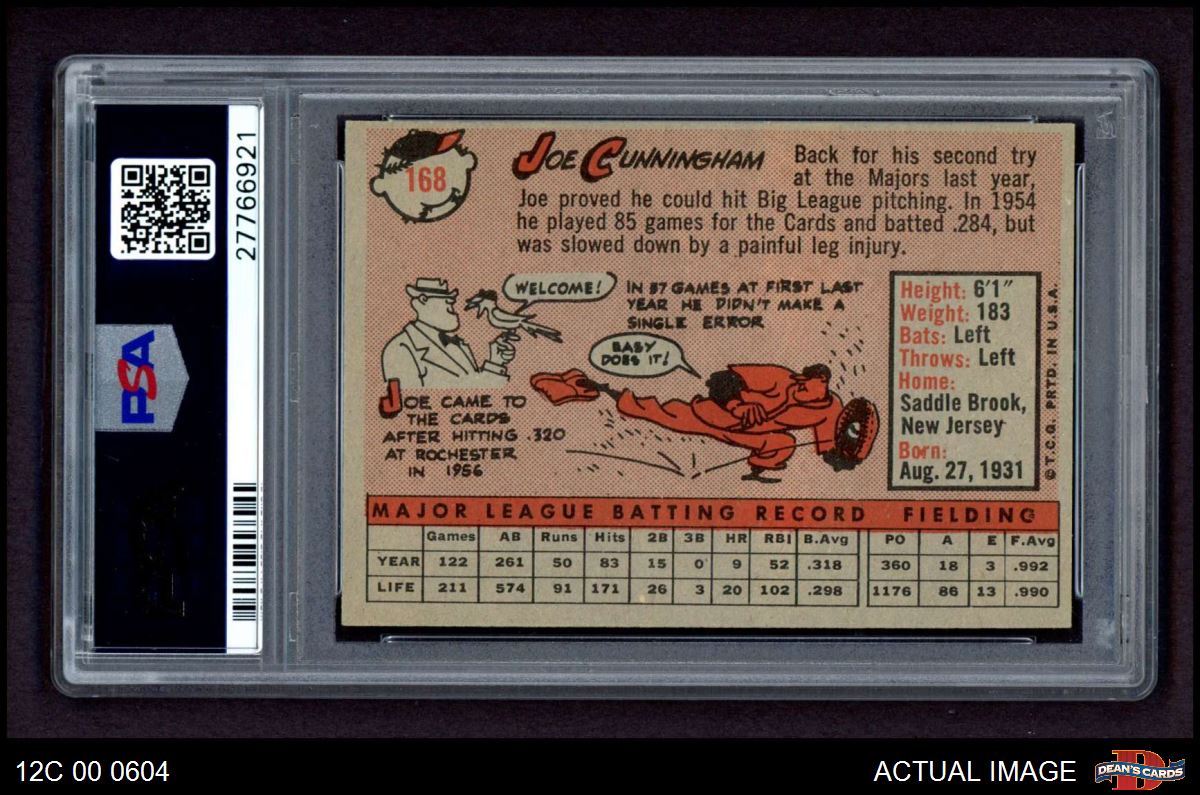 27766921
PSA
168
JOE CUNNINGHAM
Back for his second try
at the Majors last year,
Joe proved he could hit Big League pitching. In 1954
he played 85 games for the Cards and batted .284, but
was slowed down by a painful leg injury.
WELCOME!
JOE CAME TO
THE CARDS
AFTER HITTING .320
AT ROCHESTER
IN 1956
IN 57 GAMES AT FIRST LAST
YEAR HE DIDN'T MAKE A
SINGLE ERROR
EASY
DOES IT!
Height: 6'1"
Weight: 183
Bats: Left
Throws: Left
Home:
Saddle Brook,
New Jersey
Born:
Aug. 27, 1931
© T.C.G. PRTD. IN U.S.A.
MAJOR LEAGUE BATTING RECORD FIELDING
Games AB Runs Hits 2B 3B HR RBI B.Avg PO A E F.Avg
YEAR 122 261 50 83 15 0 9 52 .318 360 18 3 .992
LIFE 211 574 91 171 26 3 20 102 .298 1176 86 13 .990
12C 00 0604
ACTUAL IMAGE
D
DEAN'S CARDS